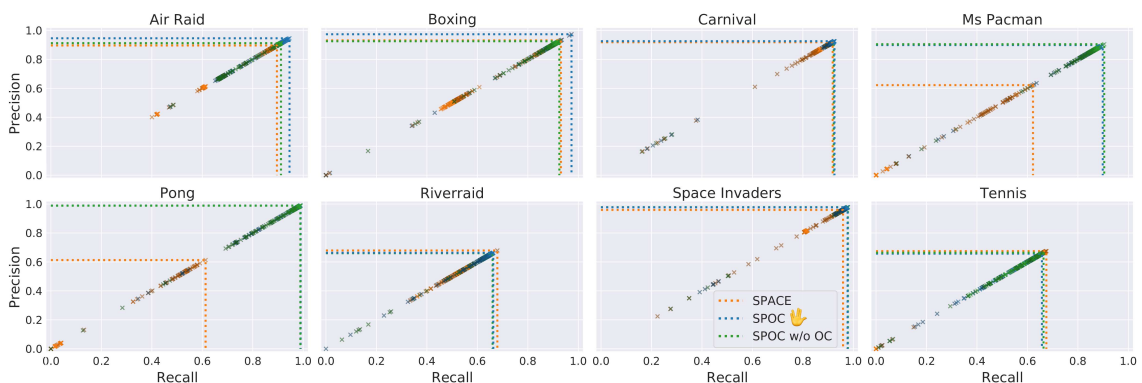 Air Raid Boxing Carnival Ms Pacman
Precision
1.0
0.8
0.6
0.4
0.2
0.0
Pong Riverraid Space Invaders Tennis
Precision
1.0
0.8
0.6
0.4
0.2
0.0
SPACE
SPOC 🖖
SPOC w/o OC
0.0 0.2 0.4 0.6 0.8 1.0 0.0 0.2 0.4 0.6 0.8 1.0 0.0 0.2 0.4 0.6 0.8 1.0 0.0 0.2 0.4 0.6 0.8 1.0
Recall Recall Recall Recall